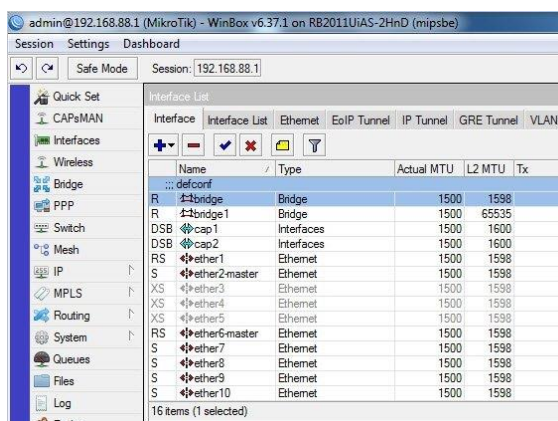 admin@192.168.88.1 (MikroTik) - WinBox v6.37.1 on RB2011UiAS-2HnD (mipsbe)
Session Settings Dashboard
Safe Mode Session: 192.168.88.1
Quick Set
CAPsMAN
Interfaces
Wireless
Bridge
PPP
Switch
Mesh
IP
MPLS
Routing
System
Queues
Files
Log
Interface List
Interface Interface List Ethernet EoIP Tunnel IP Tunnel GRE Tunnel VLAN
Name / Type Actual MTU L2 MTU Tx
;;; defconf
R bridge Bridge 1500 1598
R bridge1 Bridge 1500 65535
DSB cap1 Interfaces 1500 1600
DSB cap2 Interfaces 1500 1600
RS ether1 Ethernet 1500 1598
S ether2-master Ethernet 1500 1598
XS ether3 Ethernet 1500 1598
XS ether4 Ethernet 1500 1598
XS ether5 Ethernet 1500 1598
RS ether6-master Ethernet 1500 1598
S ether7 Ethernet 1500 1598
S ether8 Ethernet 1500 1598
S ether9 Ethernet 1500 1598
S ether10 Ethernet 1500 1598
16 items (1 selected)